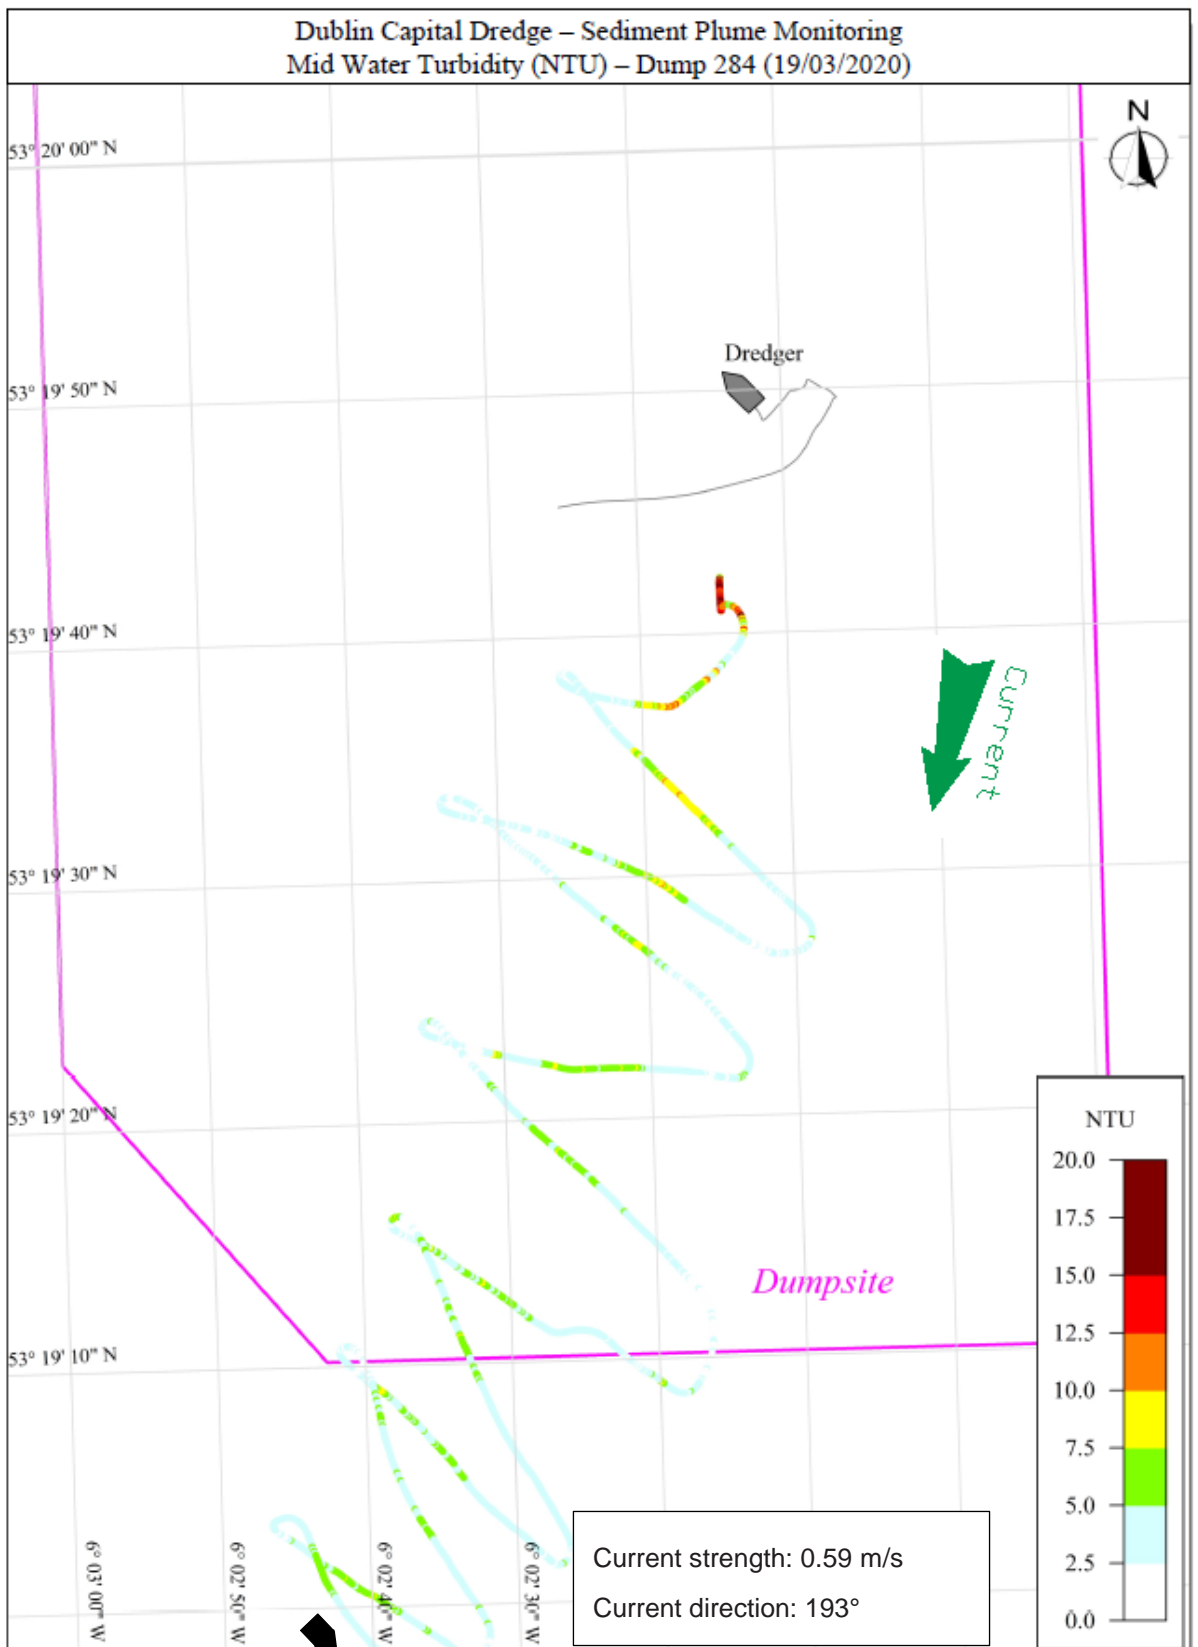 Dublin Capital Dredge – Sediment Plume Monitoring
Mid Water Turbidity (NTU) – Dump 284 (19/03/2020)
N
53° 20' 00" N
Dredger
53° 19' 50" N
53° 19' 40" N
Current
53° 19' 30" N
53° 19' 20" N
NTU
20.0
17.5
15.0
12.5
10.0
7.5
5.0
2.5
0.0
Dumpsite
53° 19' 10" N
6° 03' 00" W
6° 02' 50" W
6° 02' 40" W
6° 02' 30" W
Current strength: 0.59 m/s
Current direction: 193°